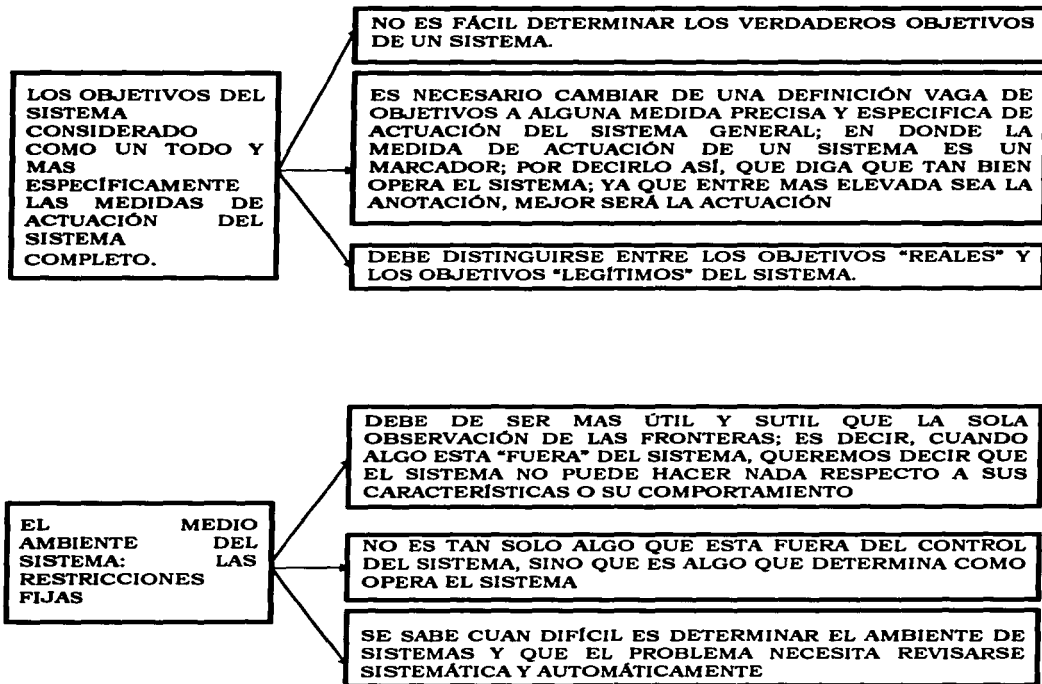 NO ES FÁCIL DETERMINAR LOS VERDADEROS OBJETIVOS
DE UN SISTEMA.
LOS OBJETIVOS DEL
SISTEMA
CONSIDERADO
COMO UN TODO Y
MAS
ESPECÍFICAMENTE
LAS MEDIDAS DE
ACTUACIÓN DEL
SISTEMA
COMPLETO.
ES NECESARIO CAMBIAR DE UNA DEFINICIÓN VAGA DE
OBJETIVOS A ALGUNA MEDIDA PRECISA Y ESPECIFICA DE
ACTUACIÓN DEL SISTEMA GENERAL; EN DONDE LA
MEDIDA DE ACTUACIÓN DE UN SISTEMA ES UN
MARCADOR; POR DECIRLO ASÍ, QUE DIGA QUE TAN BIEN
OPERA EL SISTEMA; YA QUE ENTRE MAS ELEVADA SEA LA
ANOTACIÓN, MEJOR SERÁ LA ACTUACIÓN
DEBE DISTINGUIRSE ENTRE LOS OBJETIVOS "REALES" Y
LOS OBJETIVOS "LEGÍTIMOS" DEL SISTEMA.
DEBE DE SER MAS ÚTIL Y SUTIL QUE LA SOLA
OBSERVACIÓN DE LAS FRONTERAS; ES DECIR, CUANDO
ALGO ESTA "FUERA" DEL SISTEMA, QUEREMOS DECIR QUE
EL SISTEMA NO PUEDE HACER NADA RESPECTO A SUS
CARACTERÍSTICAS O SU COMPORTAMIENTO
EL MEDIO
AMBIENTE DEL
SISTEMA: LAS
RESTRICCIONES
FIJAS
NO ES TAN SOLO ALGO QUE ESTA FUERA DEL CONTROL
DEL SISTEMA, SINO QUE ES ALGO QUE DETERMINA COMO
OPERA EL SISTEMA
SE SABE CUAN DIFÍCIL ES DETERMINAR EL AMBIENTE DE
SISTEMAS Y QUE EL PROBLEMA NECESITA REVISARSE
SISTEMÁTICA Y AUTOMÁTICAMENTE